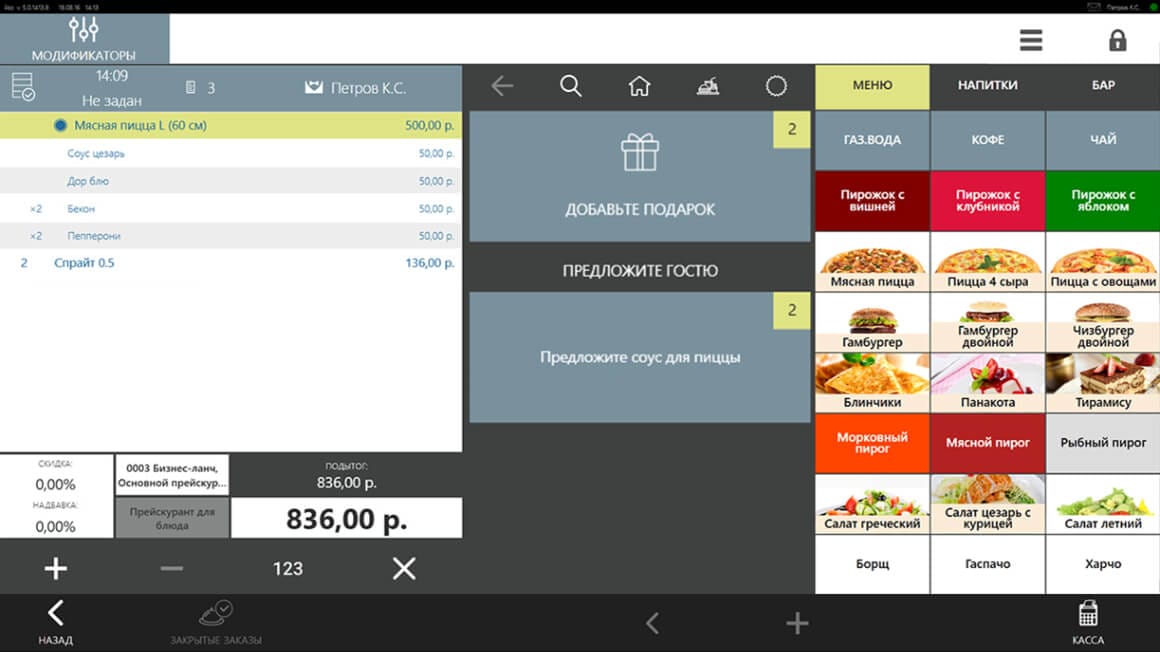 iiko v. 5.0.1413.8 18.08.16 14:13
Петров К.С.
МОДИФИКАТОРЫ
14:09
Не задан
3
Петров К.С.
Мясная пицца L (60 см) 500,00 р.
Соус цезарь 50,00 р.
Дор блю 50,00 р.
×2 Бекон 50,00 р.
×2 Пепперони 50,00 р.
2 Спрайт 0.5 136,00 р.
СКИДКА:
0,00%
НАДБАВКА:
0,00%
0003 Бизнес-ланч,
Основной прейскур...
Прейскурант для
блюда
ПОДЫТОГ:
836,00 р.
836,00 р.
123
НАЗАД
ЗАКРЫТЫЕ ЗАКАЗЫ
2
ДОБАВЬТЕ ПОДАРОК
ПРЕДЛОЖИТЕ ГОСТЮ
2
Предложите соус для пиццы
МЕНЮ НАПИТКИ БАР
ГАЗ.ВОДА КОФЕ ЧАЙ
Пирожок с
вишней
Пирожок с
клубникой
Пирожок с
яблоком
Мясная пицца
Пицца 4 сыра
Пицца с овощами
Гамбургер
Гамбургер
двойной
Чизбургер
двойной
Блинчики
Панакота
Тирамису
Морковный
пирог
Мясной пирог
Рыбный пирог
Салат греческий
Салат цезарь с
курицей
Салат летний
Борщ
Гаспачо
Харчо
КАССА